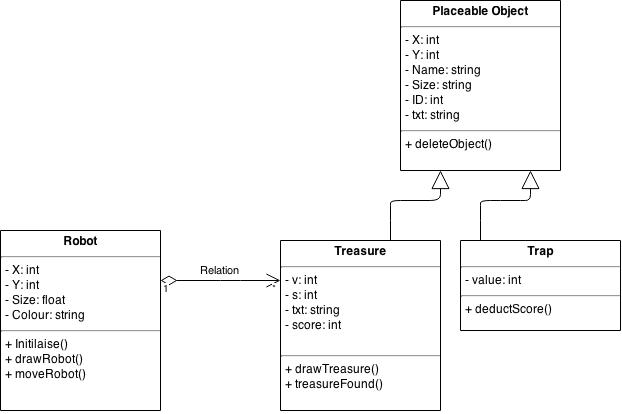 Placeable Object
- X: int
- Y: int
- Name: string
- Size: string
- ID: int
- txt: string
+ deleteObject()
Robot
- X: int
- Y: int
- Size: float
- Colour: string
+ Initilaise()
+ drawRobot()
+ moveRobot()
Relation
1
*
Treasure
- v: int
- s: int
- txt: string
- score: int
+ drawTreasure()
+ treasureFound()
Trap
- value: int
+ deductScore()